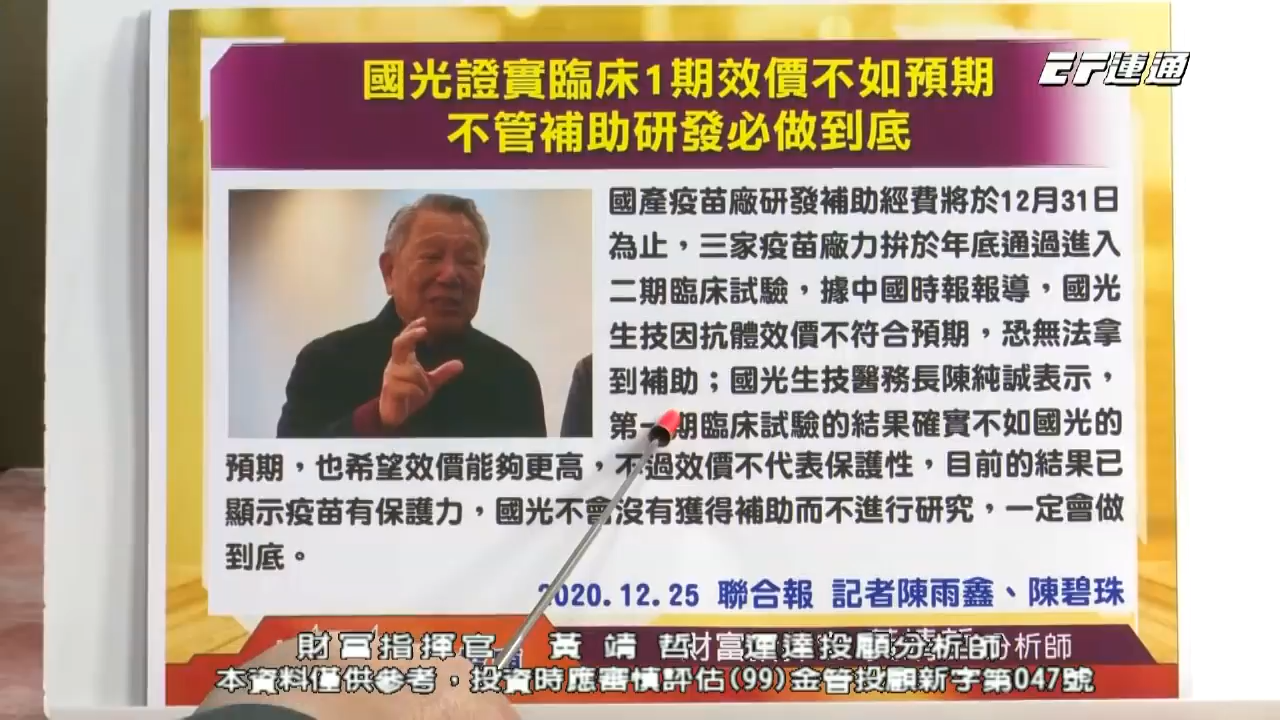 EF運通
國光證實臨床1期效價不如預期
不管補助研發必做到底
國產疫苗廠研發補助經費將於12月31日
為止，三家疫苗廠力拚於年底通過進入
二期臨床試驗，據中國時報報導，國光
生技因抗體效價不符合預期，恐無法拿
到補助；國光生技醫務長陳純誠表示，
第一期臨床試驗的結果確實不如國光的
預期，也希望效價能夠更高，不過效價不代表保護性，目前的結果已
顯示疫苗有保護力，國光不會沒有獲得補助而不進行研究，一定會做
到底。
2020.12.25 聯合報 記者陳雨鑫、陳碧珠
財富指揮官 黃靖哲 運達投顧分析師
本資料僅供參考，投資時應審慎評估(99)金管投顧新字第047號